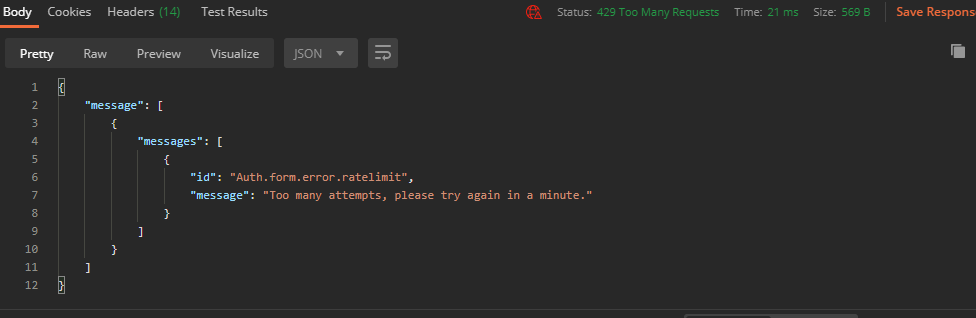 Body Cookies Headers (14) Test Results Status: 429 Too Many Requests Time: 21 ms Size: 569 B Save Respons
Pretty Raw Preview Visualize JSON
1 {
2 "message": [
3 {
4 "messages": [
5 {
6 "id": "Auth.form.error.ratelimit",
7 "message": "Too many attempts, please try again in a minute."
8 }
9 ]
10 }
11 ]
12 }